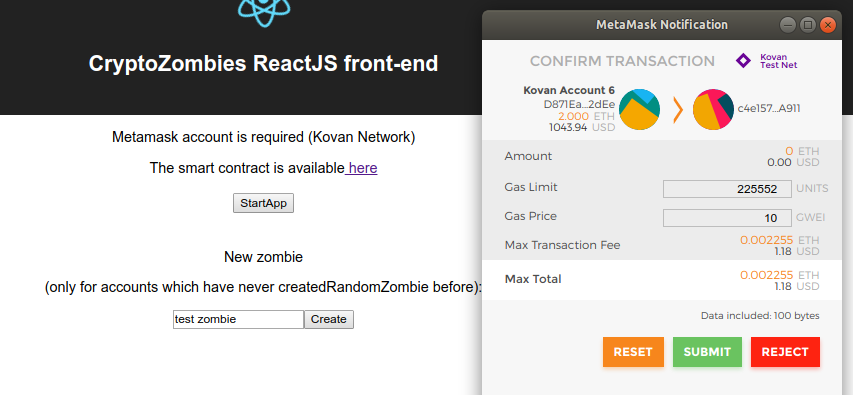 CryptoZombies ReactJS front-end
Metamask account is required (Kovan Network)
The smart contract is available here
StartApp
New zombie
(only for accounts which have never createdRandomZombie before):
test zombie Create
MetaMask Notification
CONFIRM TRANSACTION
Kovan
Test Net
Kovan Account 6
D871Ea...2dEe
2.000 ETH
1043.94 USD
c4e157...A911
Amount 0 ETH
0.00 USD
Gas Limit 225552 UNITS
Gas Price 10 GWEI
Max Transaction Fee 0.002255 ETH
1.18 USD
Max Total 0.002255 ETH
1.18 USD
Data included: 100 bytes
RESET SUBMIT REJECT